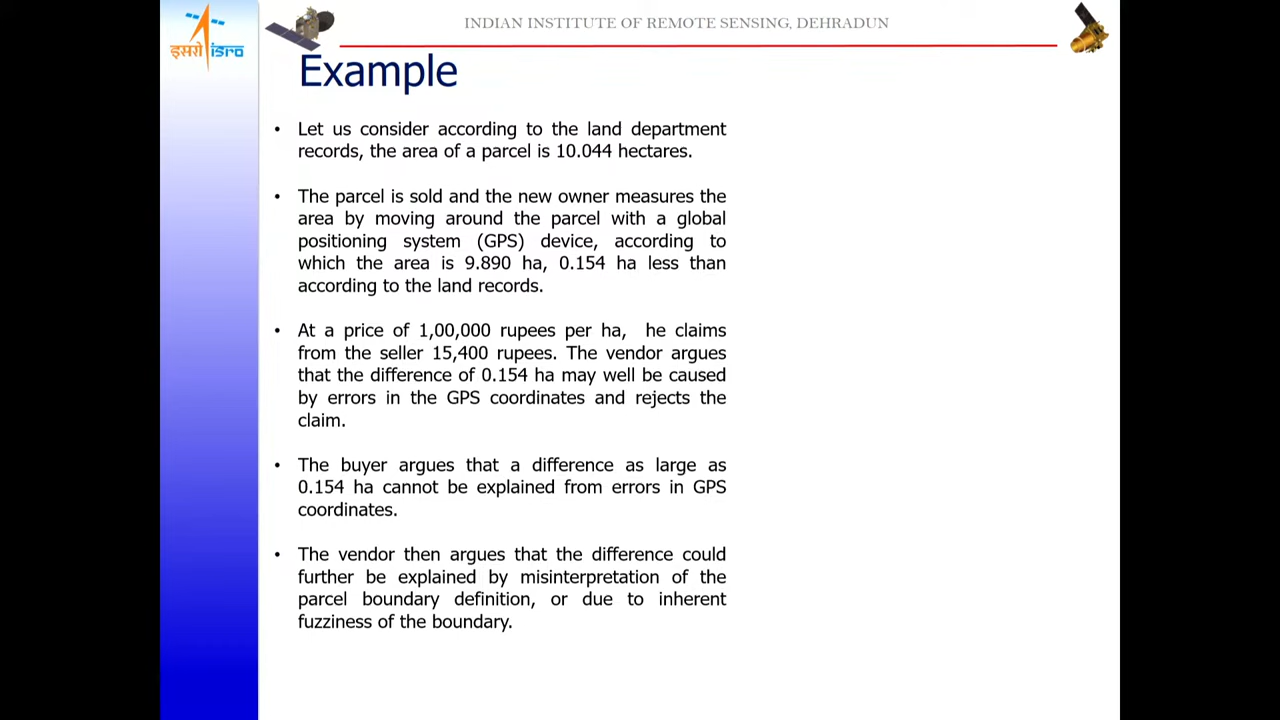 INDIAN INSTITUTE OF REMOTE SENSING, DEHRADUN
इसरो isro
Example
• Let us consider according to the land department
records, the area of a parcel is 10.044 hectares.
• The parcel is sold and the new owner measures the
area by moving around the parcel with a global
positioning system (GPS) device, according to
which the area is 9.890 ha, 0.154 ha less than
according to the land records.
• At a price of 1,00,000 rupees per ha, he claims
from the seller 15,400 rupees. The vendor argues
that the difference of 0.154 ha may well be caused
by errors in the GPS coordinates and rejects the
claim.
• The buyer argues that a difference as large as
0.154 ha cannot be explained from errors in GPS
coordinates.
• The vendor then argues that the difference could
further be explained by misinterpretation of the
parcel boundary definition, or due to inherent
fuzziness of the boundary.